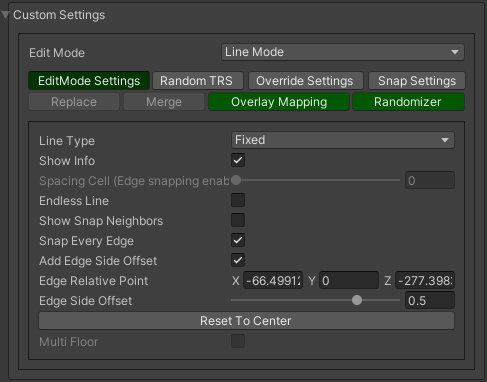 Custom Settings
Edit Mode Line Mode
EditMode Settings Random TRS Override Settings Snap Settings
Replace Merge Overlay Mapping Randomizer
Line Type Fixed
Show Info
Spacing Cell (Edge snapping enab 0
Endless Line
Show Snap Neighbors
Snap Every Edge
Add Edge Side Offset
Edge Relative Point X -66.49912 Y 0 Z -277.398
Edge Side Offset 0.5
Reset To Center
Multi Floor